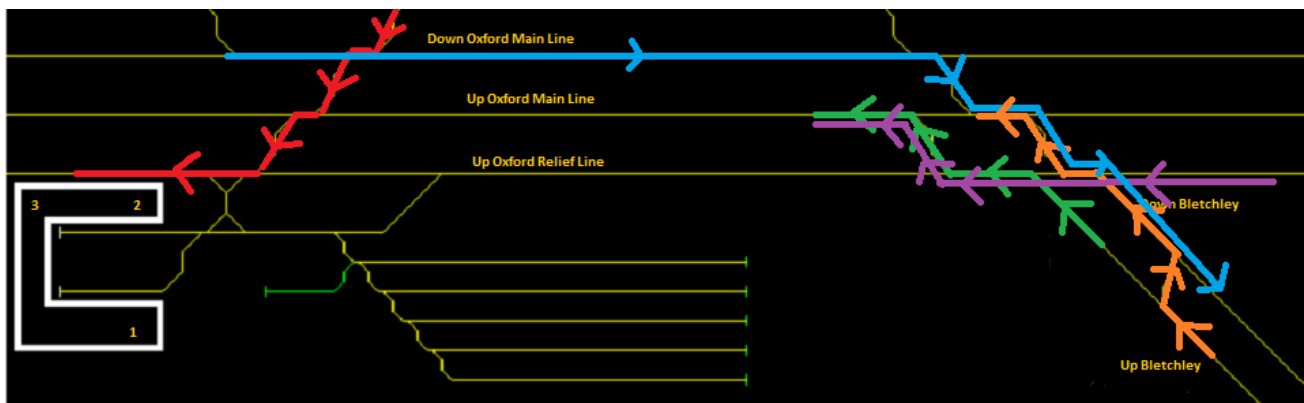 Down Oxford Main Line
Up Oxford Main Line
Up Oxford Relief Line
3
2
Down Bletchley
1
Up Bletchley